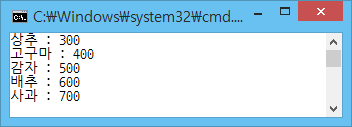 C:₩Windows₩system32₩cmd....
상추 : 300
고구마 : 400
감자 : 500
배추 : 600
사과 : 700